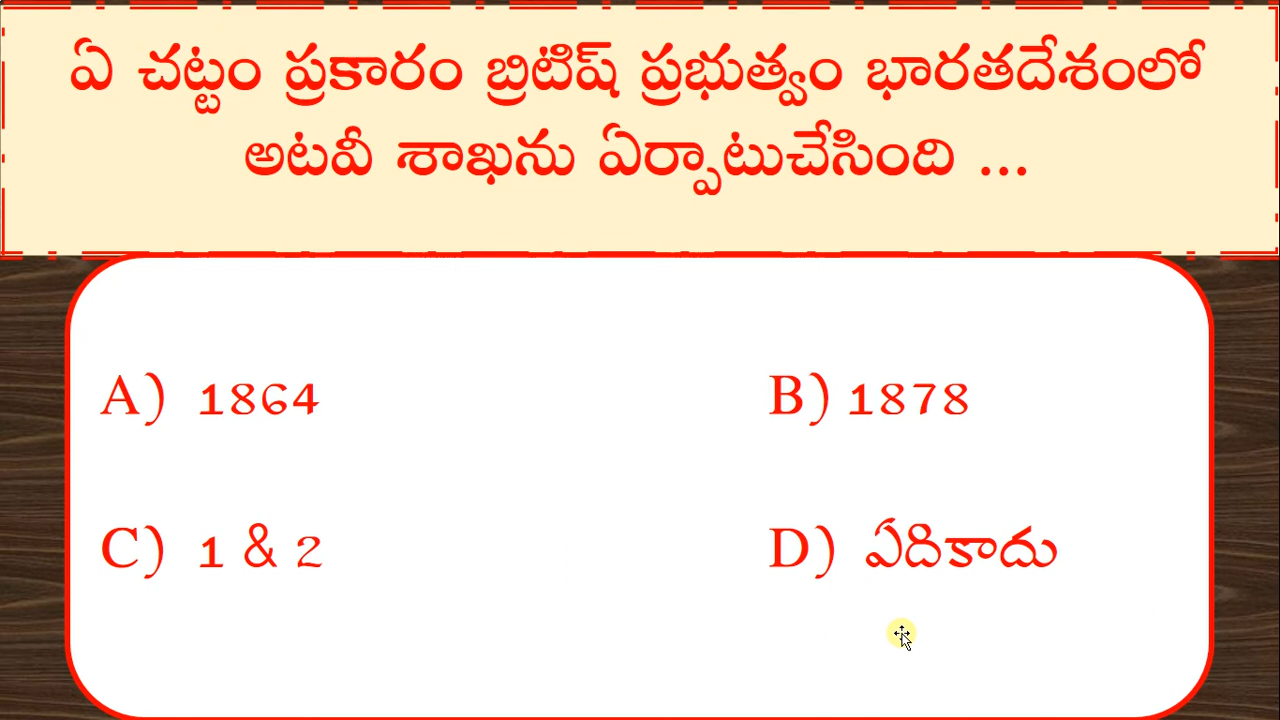 ఏ చట్టం ప్రకారం బ్రిటిష్ ప్రభుత్వం భారతదేశంలో
అటవీ శాఖను ఏర్పాటుచేసింది ...
A) 1864
B) 1878
C) 1 & 2
D) ఏదికాదు